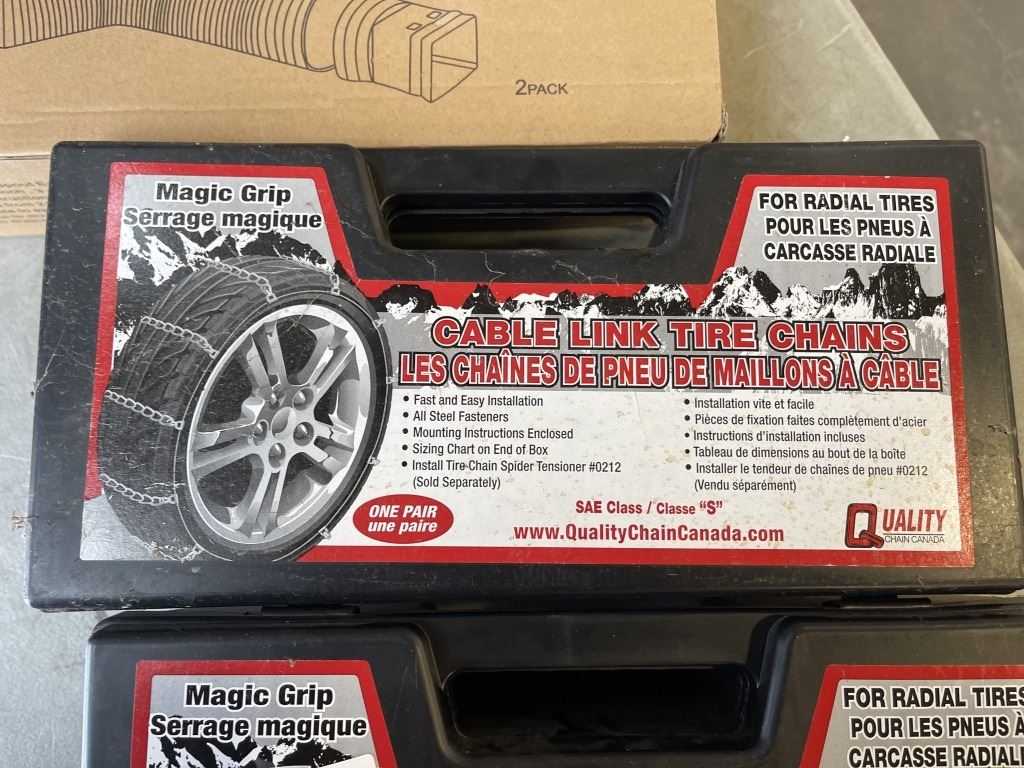 2PACK
Magic Grip
Serrage magique
FOR RADIAL TIRES
POUR LES PNEUS À
CARCASSE RADIALE
CABLE LINK TIRE CHAINS
LES CHAÎNES DE PNEU DE MAILLONS À CÂBLE
• Fast and Easy Installation
• All Steel Fasteners
• Mounting Instructions Enclosed
• Sizing Chart on End of Box
• Install Tire Chain Spider Tensioner #0212
(Sold Separately)
• Installation vite et facile
• Pièces de fixation faites complètement d'acier
• Instructions d'installation incluses
• Tableau de dimensions au bout de la boîte
• Installer le tendeur de chaînes de pneu #0212
(Vendu séparément)
ONE PAIR
une paire
SAE Class / Classe "S"
www.QualityChainCanada.com
QUALITY
CHAIN CANADA
Magic Grip
Serrage magique
FOR RADIAL TIRES
POUR LES PNEUS À
CARCASSE RADIALE